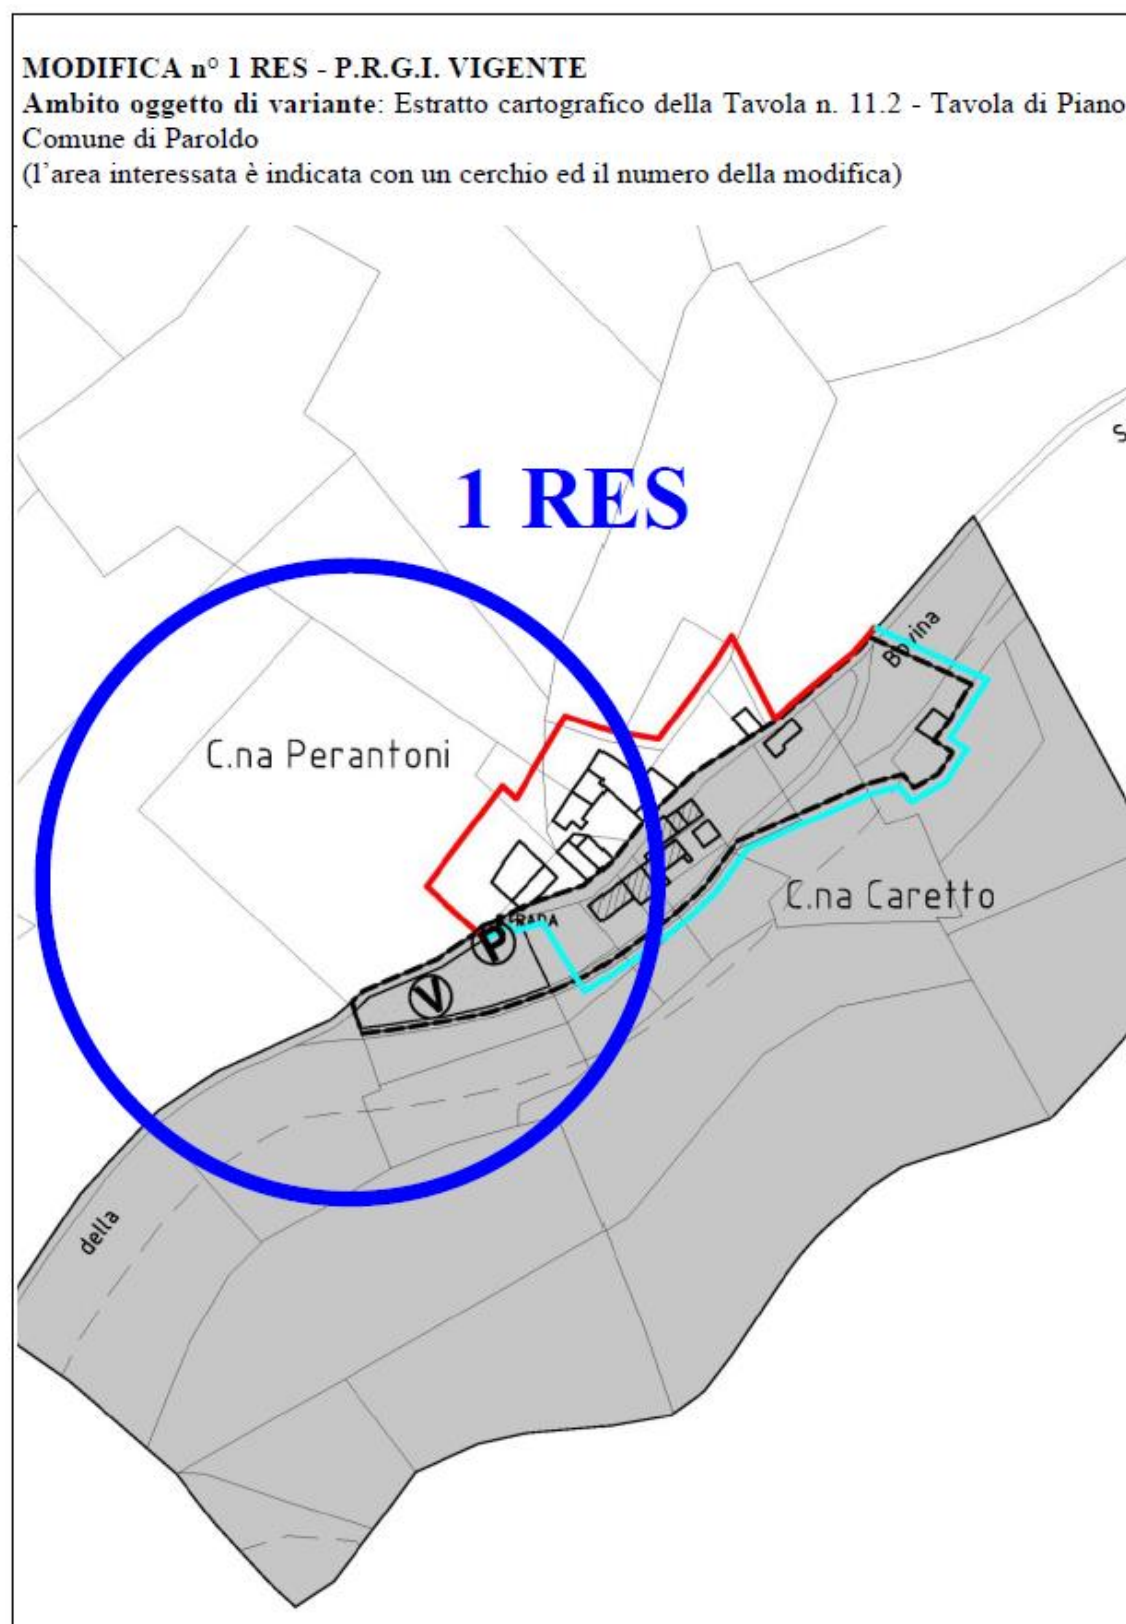 MODIFICA n° 1 RES - P.R.G.I. VIGENTE
Ambito oggetto di variante: Estratto cartografico della Tavola n. 11.2 - Tavola di Piano
Comune di Paroldo
(l'area interessata è indicata con un cerchio ed il numero della modifica)
S
1 RES
Bovina
C.na Perantoni
C.na Caretto
STRADA
P
V
della